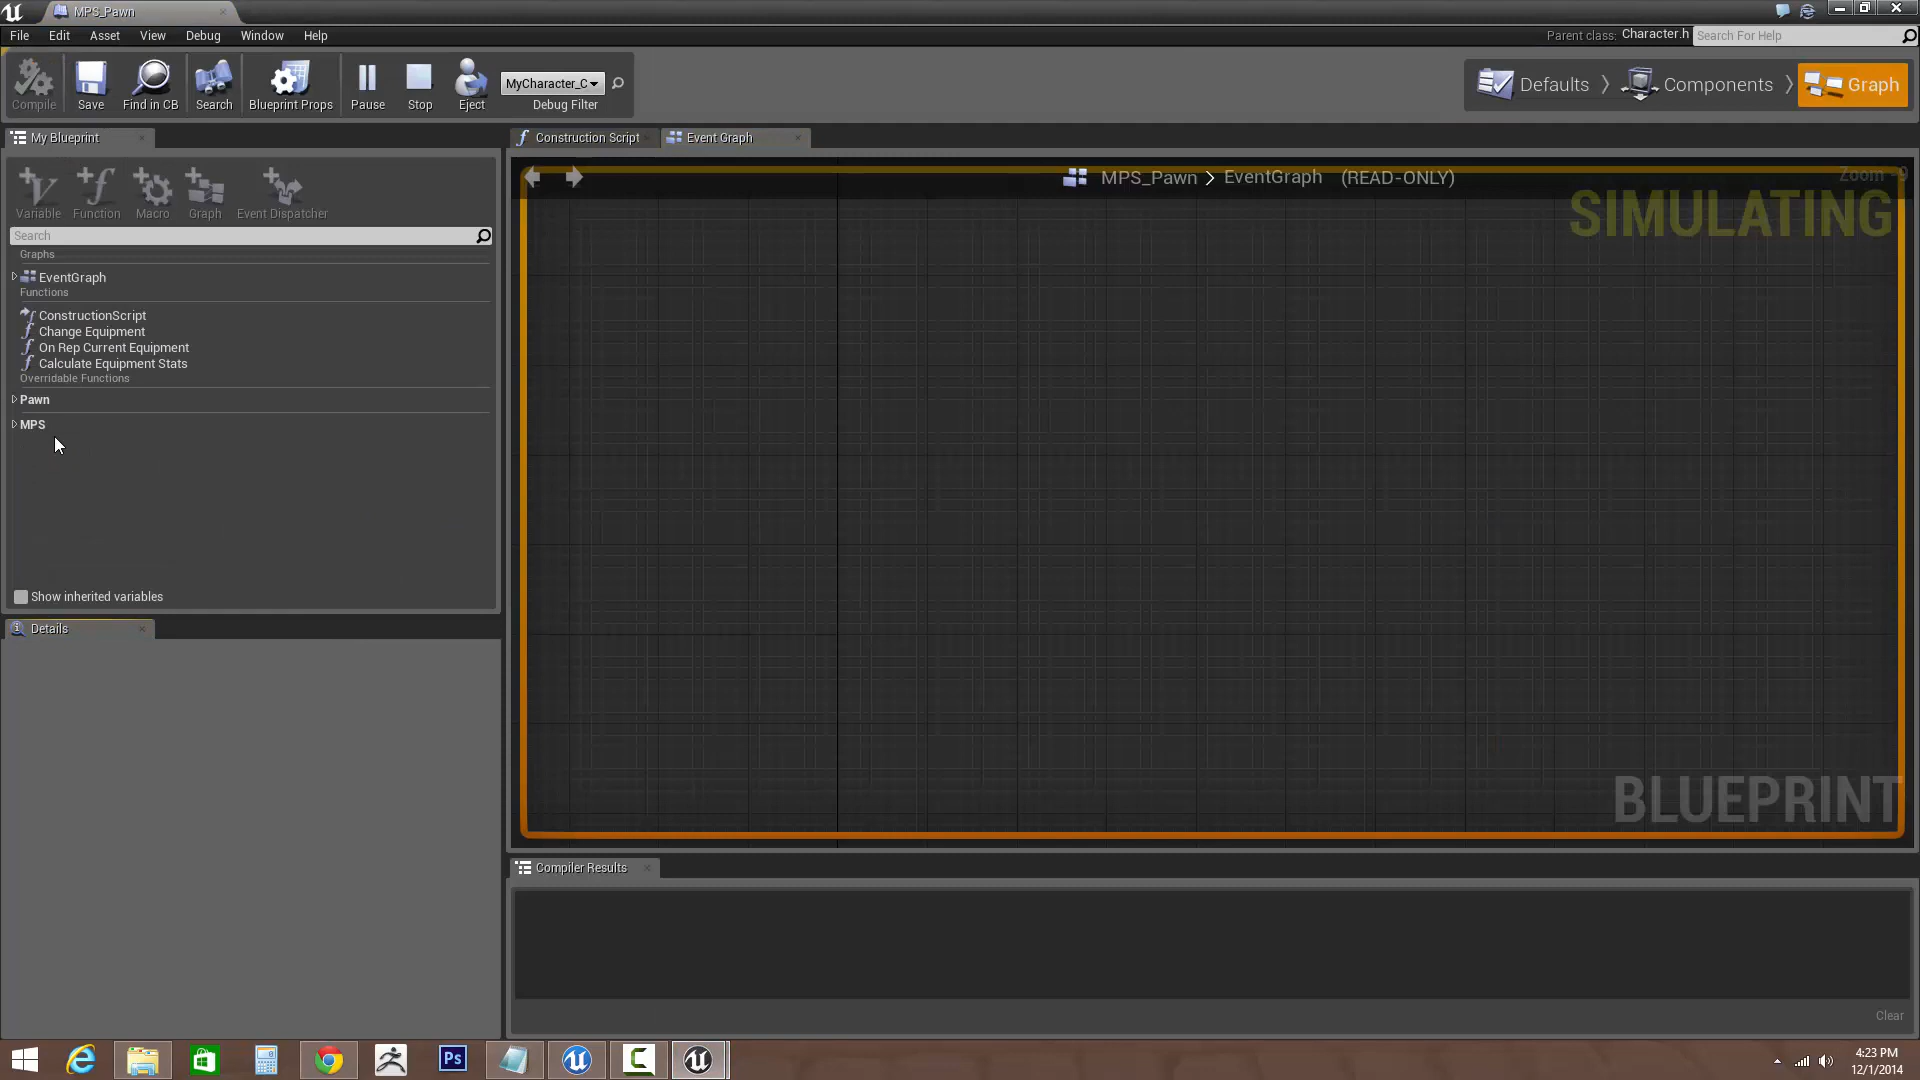 MPS_Pawn
File Edit Asset View Debug Window Help
Parent class: Character.h Search For Help
Compile Save Find in CB Search Blueprint Props Pause Stop Eject
MyCharacter_C
Debug Filter
Defaults Components Graph
My Blueprint
Construction Script Event Graph
Variable Function Macro Graph Event Dispatcher
MPS_Pawn > EventGraph (READ-ONLY)
Zoom -9
SIMULATING
Search
Graphs
EventGraph
Functions
ConstructionScript
Change Equipment
On Rep Current Equipment
Calculate Equipment Stats
Overridable Functions
Pawn
MPS
Show inherited variables
Details
BLUEPRINT
Compiler Results
Clear
Ps
4:23 PM
12/1/2014